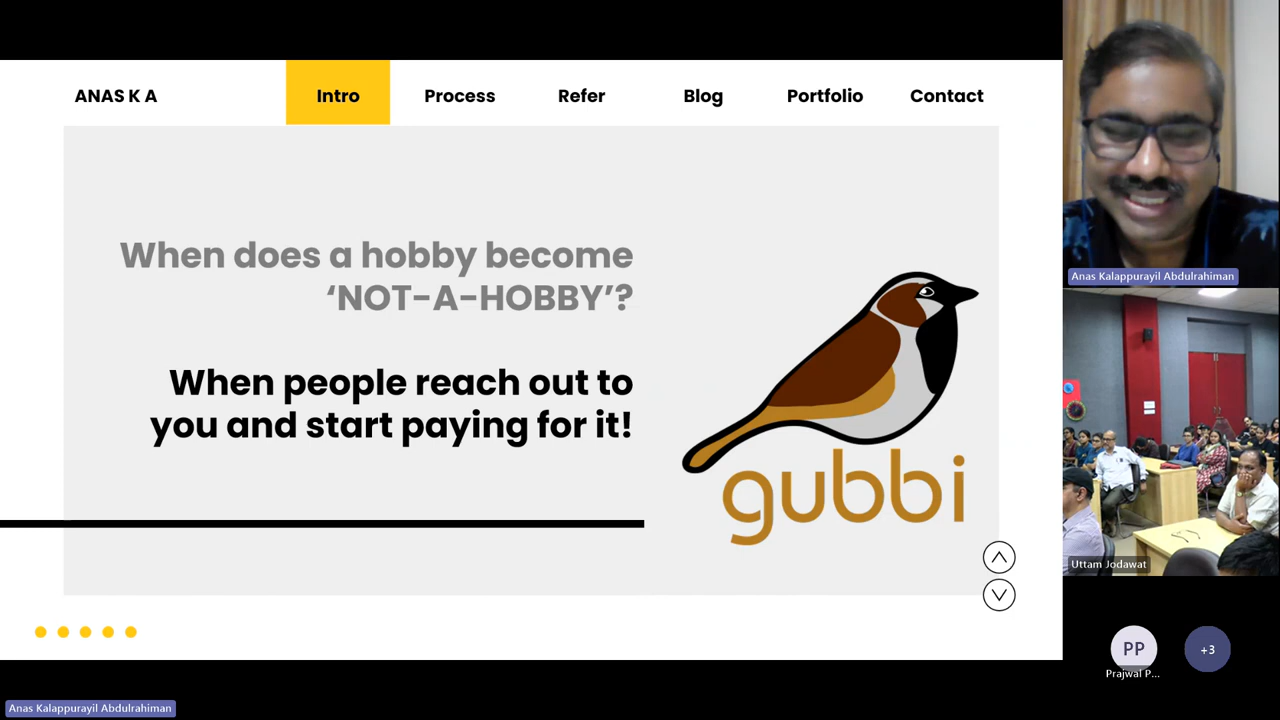 ANAS K A
Intro
Process
Refer
Blog
Portfolio
Contact
When does a hobby become
‘NOT-A-HOBBY’?
When people reach out to
you and start paying for it!
gubbi
Anas Kalappurayil Abdulrahiman
Uttam Jodawat
PP
+3
Prajwal P...
Anas Kalappurayil Abdulrahiman